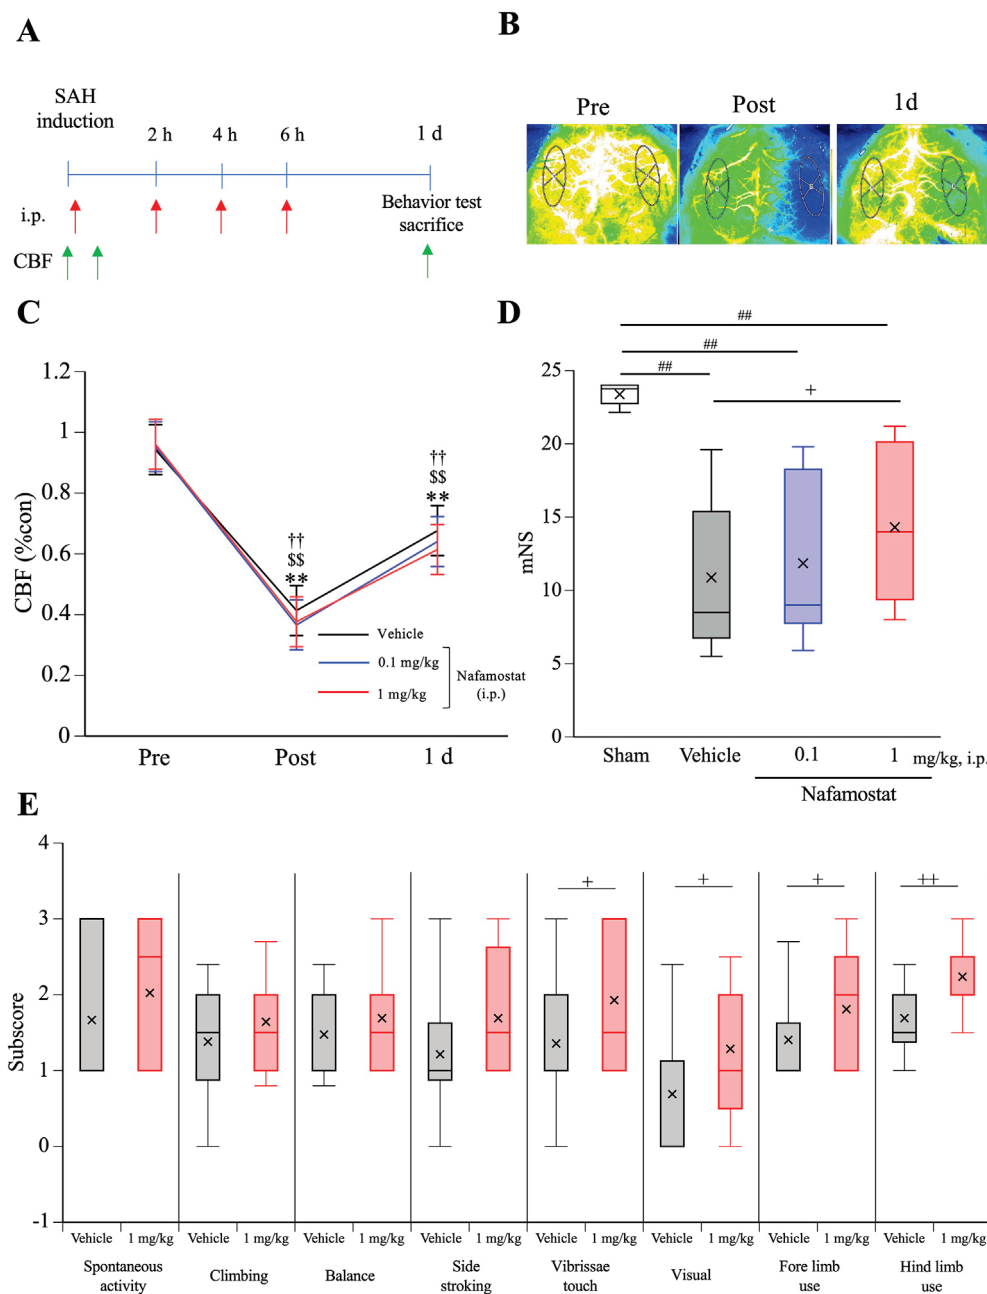 A
SAH
induction
2 h
4 h
6 h
1 d
i.p.
Behavior test
sacrifice
CBF
B
Pre
Post
1d
C
CBF (%con)
1.2
1
0.8
0.6
0.4
0.2
0
††
$$
**
††
$$
**
Vehicle
0.1 mg/kg
1 mg/kg
Nafamostat
(i.p.)
Pre
Post
1 d
D
##
##
##
+
mNS
25
20
15
10
5
0
Sham
Vehicle
0.1
1
mg/kg, i.p.
Nafamostat
E
Subscore
4
3
2
1
0
-1
+
+
+
++
Vehicle 1 mg/kg Vehicle 1 mg/kg Vehicle 1 mg/kg Vehicle 1 mg/kg Vehicle 1 mg/kg Vehicle 1 mg/kg Vehicle 1 mg/kg Vehicle 1 mg/kg
Spontaneous
activity
Climbing
Balance
Side
stroking
Vibrissae
touch
Visual
Fore limb
use
Hind limb
use